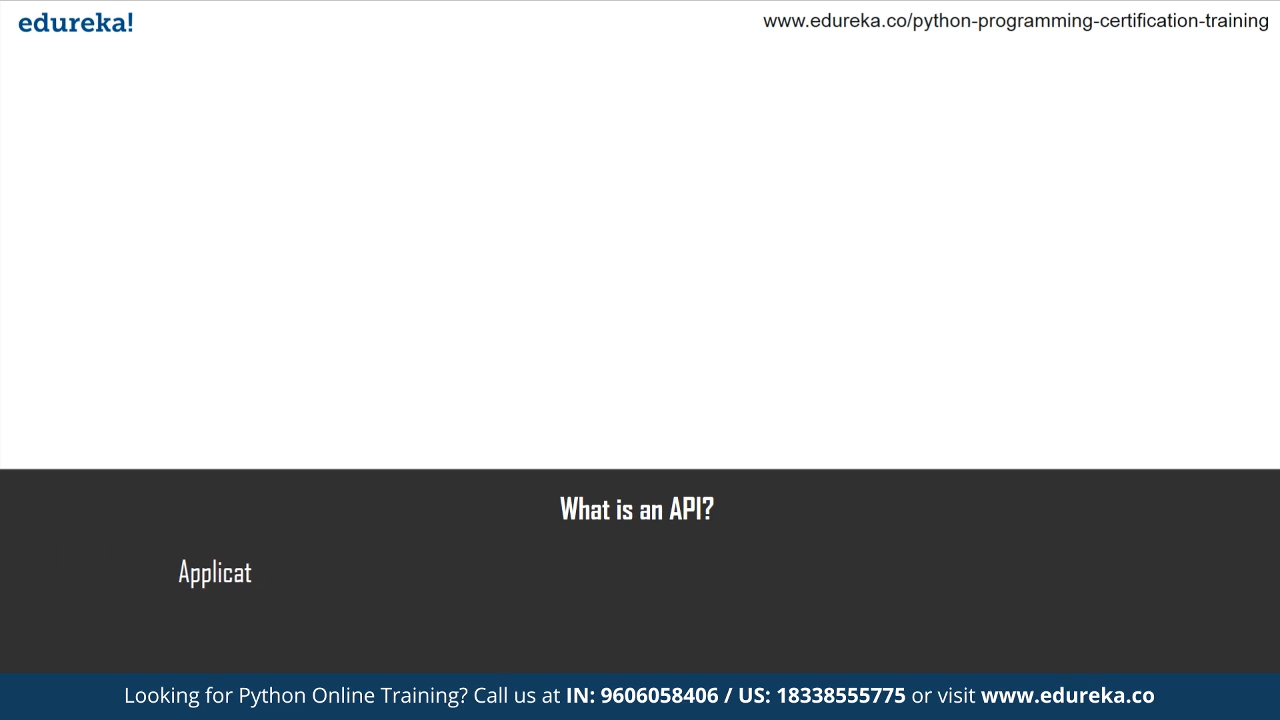 edureka!
www.edureka.co/python-programming-certification-training
What is an API?
Applicat
Looking for Python Online Training? Call us at IN: 9606058406 / US: 18338555775 or visit www.edureka.co